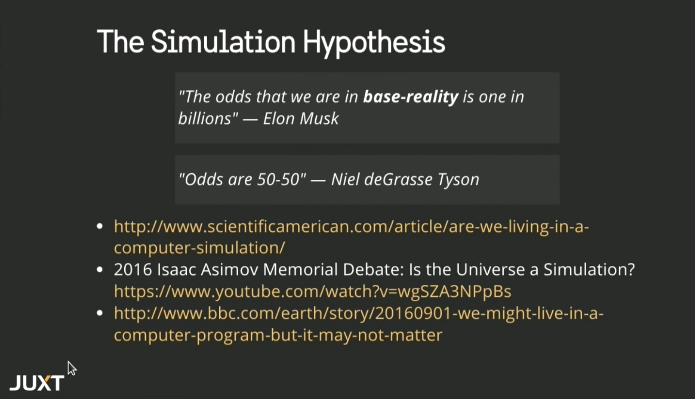 The Simulation Hypothesis
"The odds that we are in base-reality is one in
billions" — Elon Musk
"Odds are 50-50" — Niel deGrasse Tyson
• http://www.scientificamerican.com/article/are-we-living-in-a-
computer-simulation/
• 2016 Isaac Asimov Memorial Debate: Is the Universe a Simulation?
https://www.youtube.com/watch?v=wgSZA3NPpBs
• http://www.bbc.com/earth/story/20160901-we-might-live-in-a-
computer-program-but-it-may-not-matter
JUXT